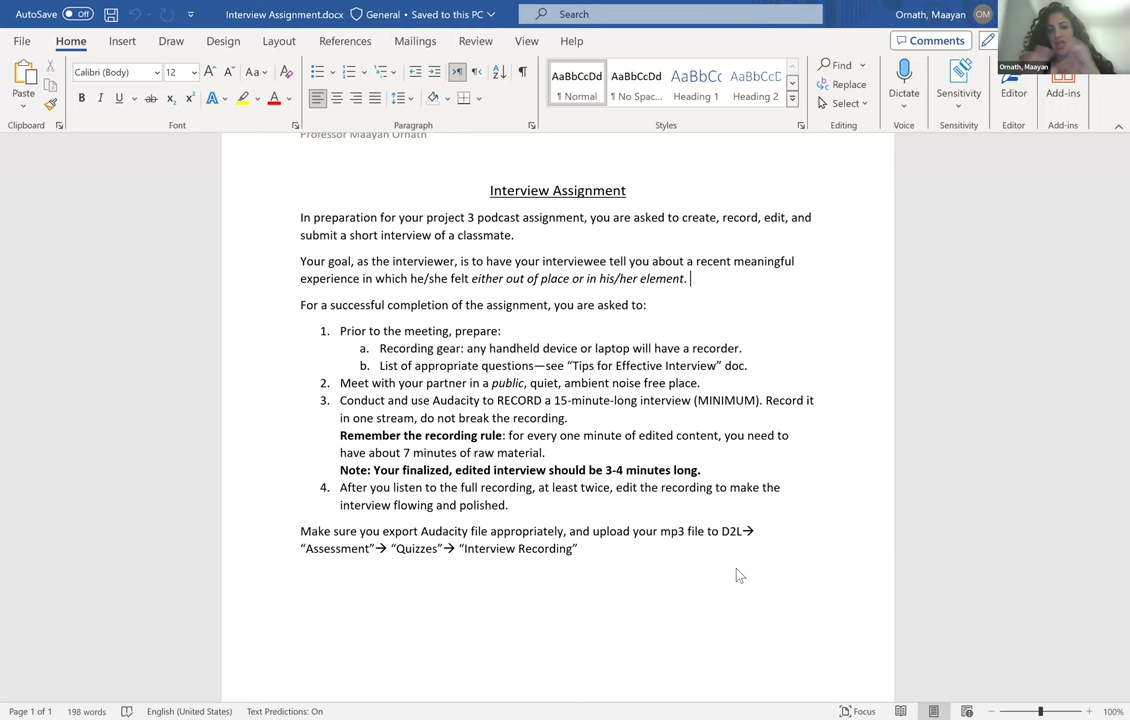 AutoSave Off Interview Assignment.docx General • Saved to this PC Search Ornath, Maayan OM
File Home Insert Draw Design Layout References Mailings Review View Help Comments
Ornath, Maayan
Paste Calibri (Body) 12 Aa AaBbCcDd AaBbCcDd AaBbCc AaBbCcDd Find Replace Select Dictate Sensitivity Editor Add-ins
B I U ab x₂ x² A A ¶ Normal ¶ No Spac... Heading 1 Heading 2
Clipboard Font Paragraph Styles Editing Voice Sensitivity Editor Add-ins
Professor Maayan Ornath
Interview Assignment
In preparation for your project 3 podcast assignment, you are asked to create, record, edit, and
submit a short interview of a classmate.
Your goal, as the interviewer, is to have your interviewee tell you about a recent meaningful
experience in which he/she felt either out of place or in his/her element.
For a successful completion of the assignment, you are asked to:
1. Prior to the meeting, prepare:
a. Recording gear: any handheld device or laptop will have a recorder.
b. List of appropriate questions—see “Tips for Effective Interview” doc.
2. Meet with your partner in a public, quiet, ambient noise free place.
3. Conduct and use Audacity to RECORD a 15-minute-long interview (MINIMUM). Record it
in one stream, do not break the recording.
Remember the recording rule: for every one minute of edited content, you need to
have about 7 minutes of raw material.
Note: Your finalized, edited interview should be 3-4 minutes long.
4. After you listen to the full recording, at least twice, edit the recording to make the
interview flowing and polished.
Make sure you export Audacity file appropriately, and upload your mp3 file to D2L→
“Assessment”→ “Quizzes”→ “Interview Recording”
Page 1 of 1 198 words English (United States) Text Predictions: On Focus 100%